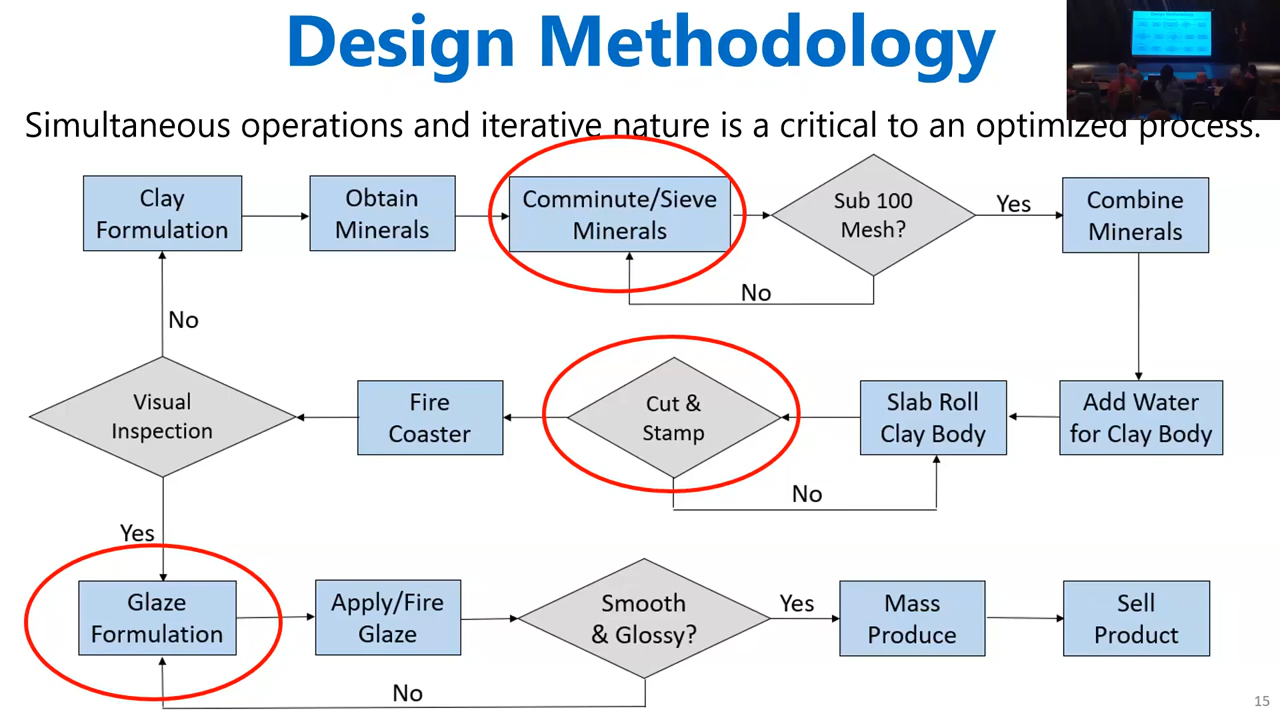 Design Methodology
Simultaneous operations and iterative nature is a critical to an optimized process.
Clay
Formulation
Obtain
Minerals
Comminute/Sieve
Minerals
Sub 100
Mesh?
Yes
Combine
Minerals
No
No
Visual
Inspection
Fire
Coaster
Cut &
Stamp
Slab Roll
Clay Body
Add Water
for Clay Body
No
Yes
Glaze
Formulation
Apply/Fire
Glaze
Smooth
& Glossy?
Yes
Mass
Produce
Sell
Product
No
15